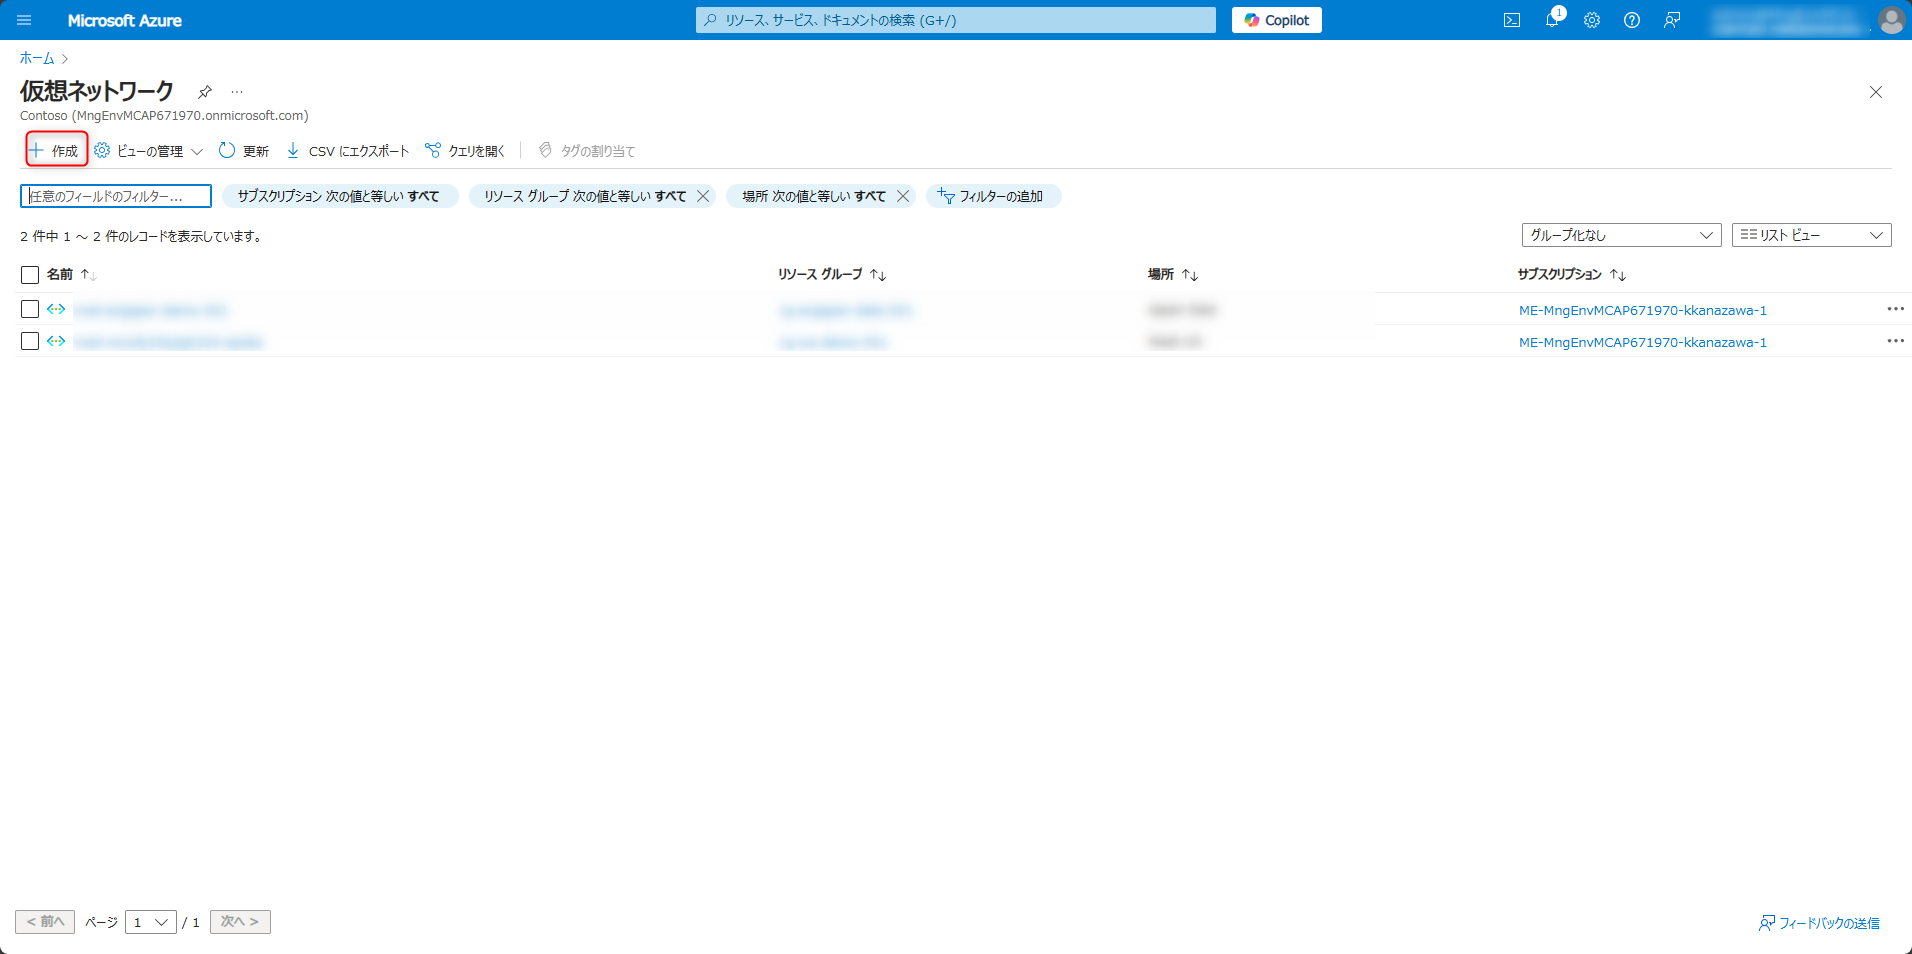 Microsoft Azure
リソース、サービス、ドキュメントの検索 (G+/)
Copilot
1
ホーム >
仮想ネットワーク
Contoso (MngEnvMCAP671970.onmicrosoft.com)
作成 ビューの管理 更新 CSV にエクスポート クエリを開く タグの割り当て
任意のフィールドのフィルター... サブスクリプション 次の値と等しい すべて リソース グループ 次の値と等しい すべて 場所 次の値と等しい すべて フィルターの追加
2 件中 1 ～ 2 件のレコードを表示しています。
グループ化なし リスト ビュー
名前 ↑↓ リソース グループ ↑↓ 場所 ↑↓ サブスクリプション ↑↓
ME-MngEnvMCAP671970-kkanazawa-1
ME-MngEnvMCAP671970-kkanazawa-1
< 前へ ページ 1 / 1 次へ >
フィードバックの送信